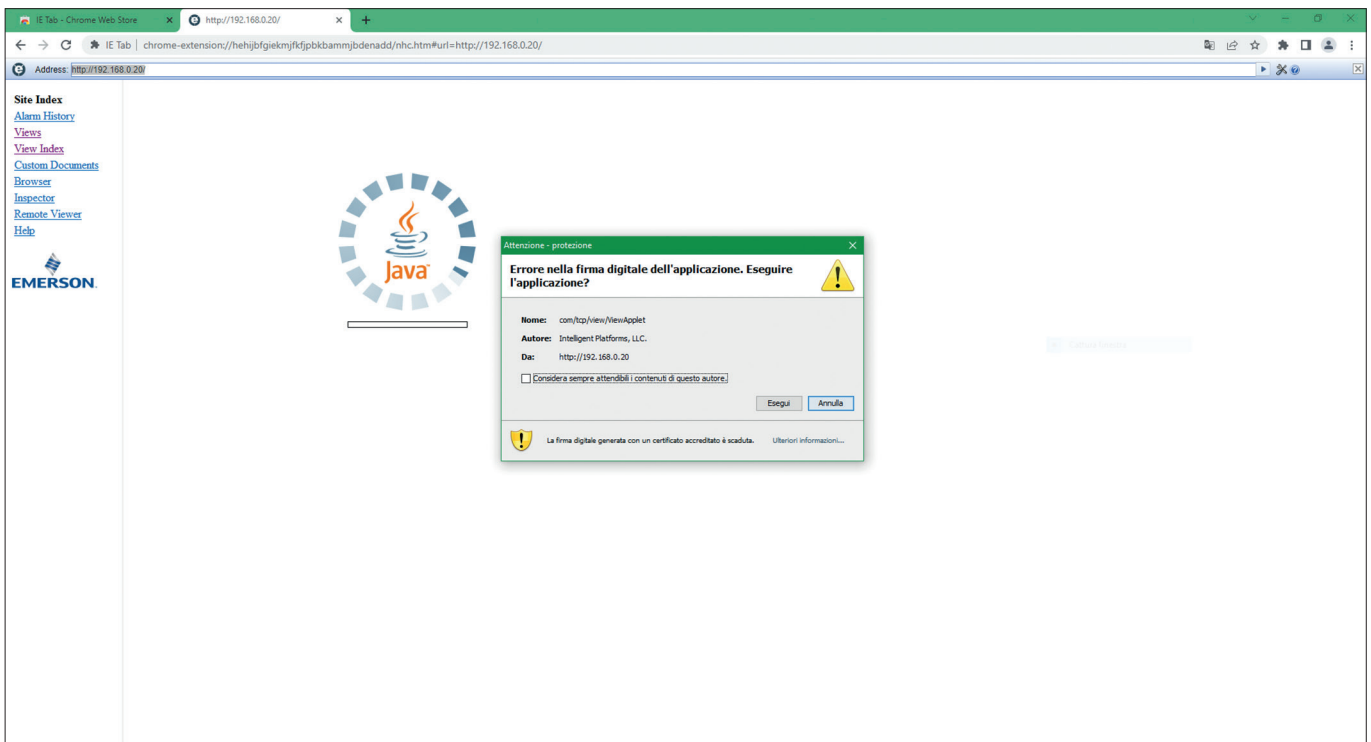 IE Tab - Chrome Web Store
http://192.168.0.20/
IE Tab | chrome-extension://hehijbfgiekmjfkfjpbkbammjbdenadd/nhc.htm#url=http://192.168.0.20/
Address: http://192.168.0.20/
Site Index
Alarm History
Views
View Index
Custom Documents
Browser
Inspector
Remote Viewer
Help
EMERSON.
Java™
Attenzione - protezione
Errore nella firma digitale dell'applicazione. Eseguire
l'applicazione?
Nome: com/tcp/view/ViewApplet
Autore: Intelligent Platforms, LLC.
Da: http://192.168.0.20
Considera sempre attendibili i contenuti di questo autore.
Esegui Annulla
La firma digitale generata con un certificato accreditato è scaduta. Ulteriori informazioni...